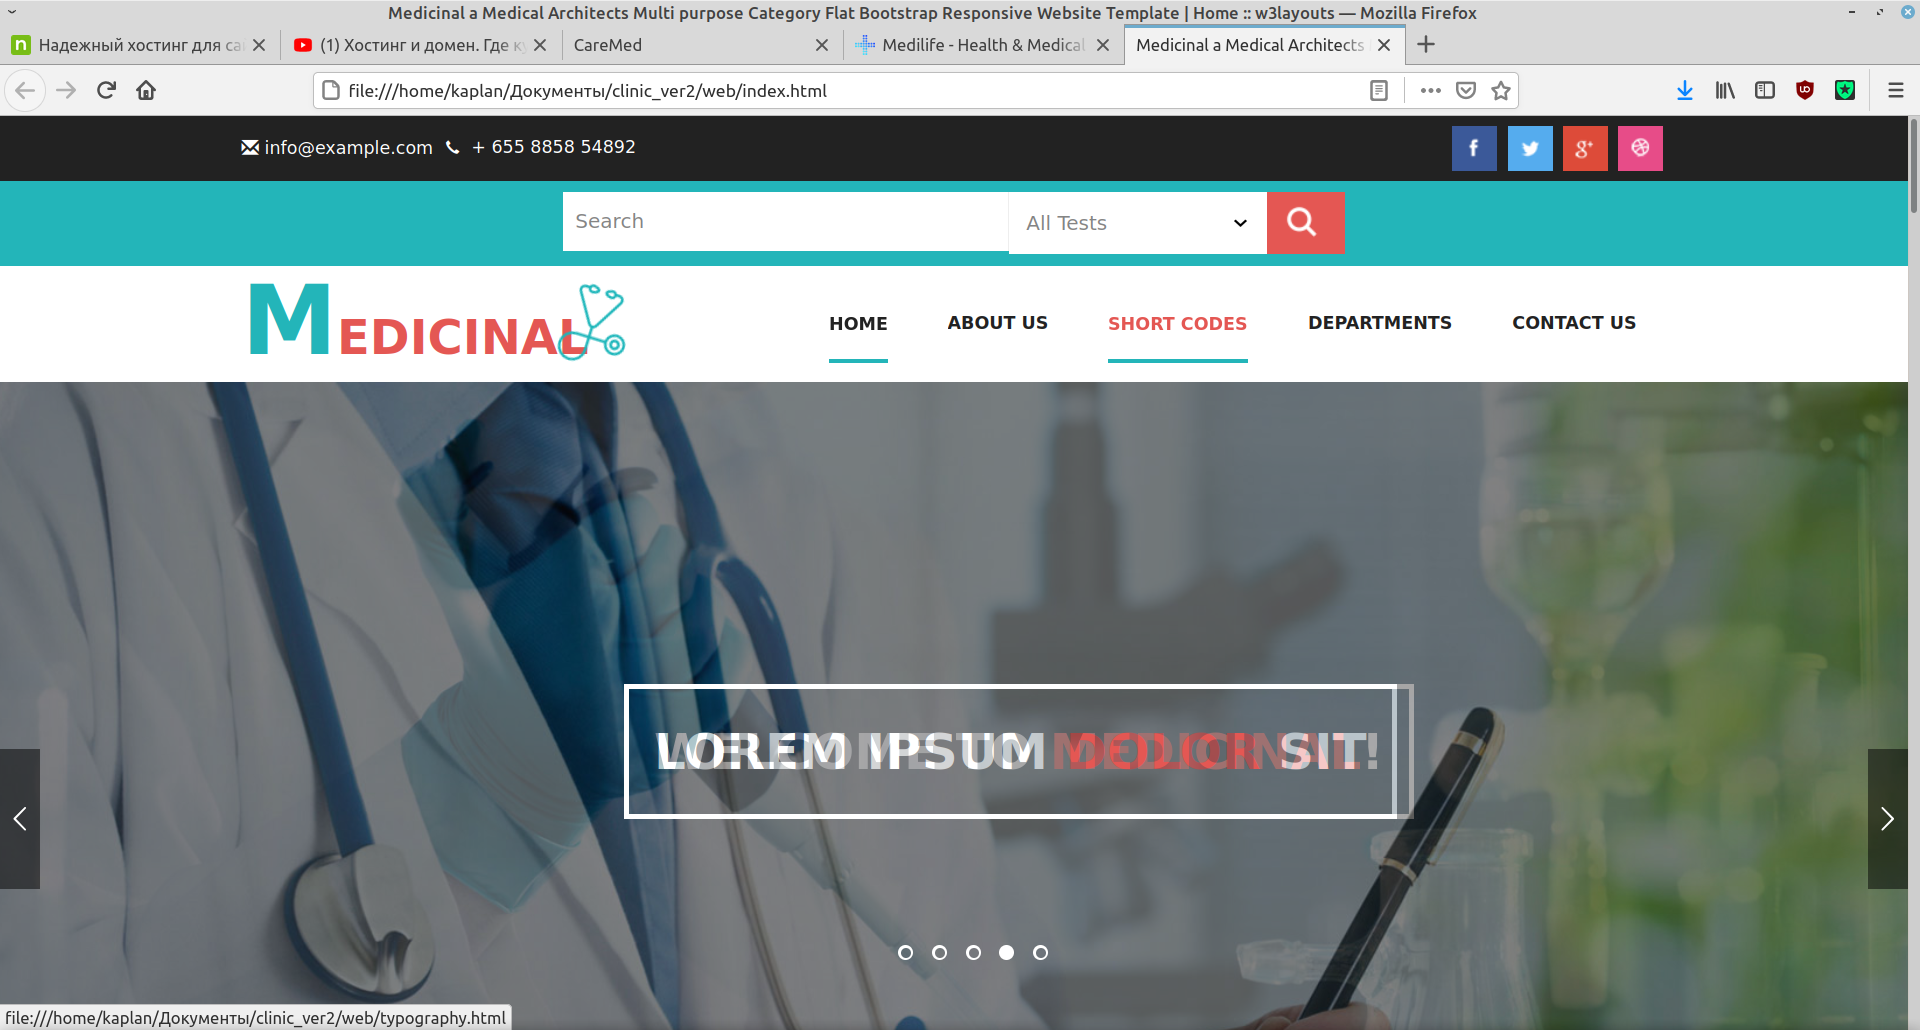 Medicinal a Medical Architects Multi purpose Category Flat Bootstrap Responsive Website Template | Home :: w3layouts — Mozilla Firefox
Надежный хостинг для са
(1) Хостинг и домен. Где к
CareMed
Medilife - Health & Medical
Medicinal a Medical Architects
file:///home/kaplan/Документы/clinic_ver2/web/index.html
info@example.com + 655 8858 54892
Search
All Tests
MEDICINAL
HOME
ABOUT US
SHORT CODES
DEPARTMENTS
CONTACT US
LOREM IPSUM DOLOR SIT
WELCOME TO MEDICINAL!
file:///home/kaplan/Документы/clinic_ver2/web/typography.html